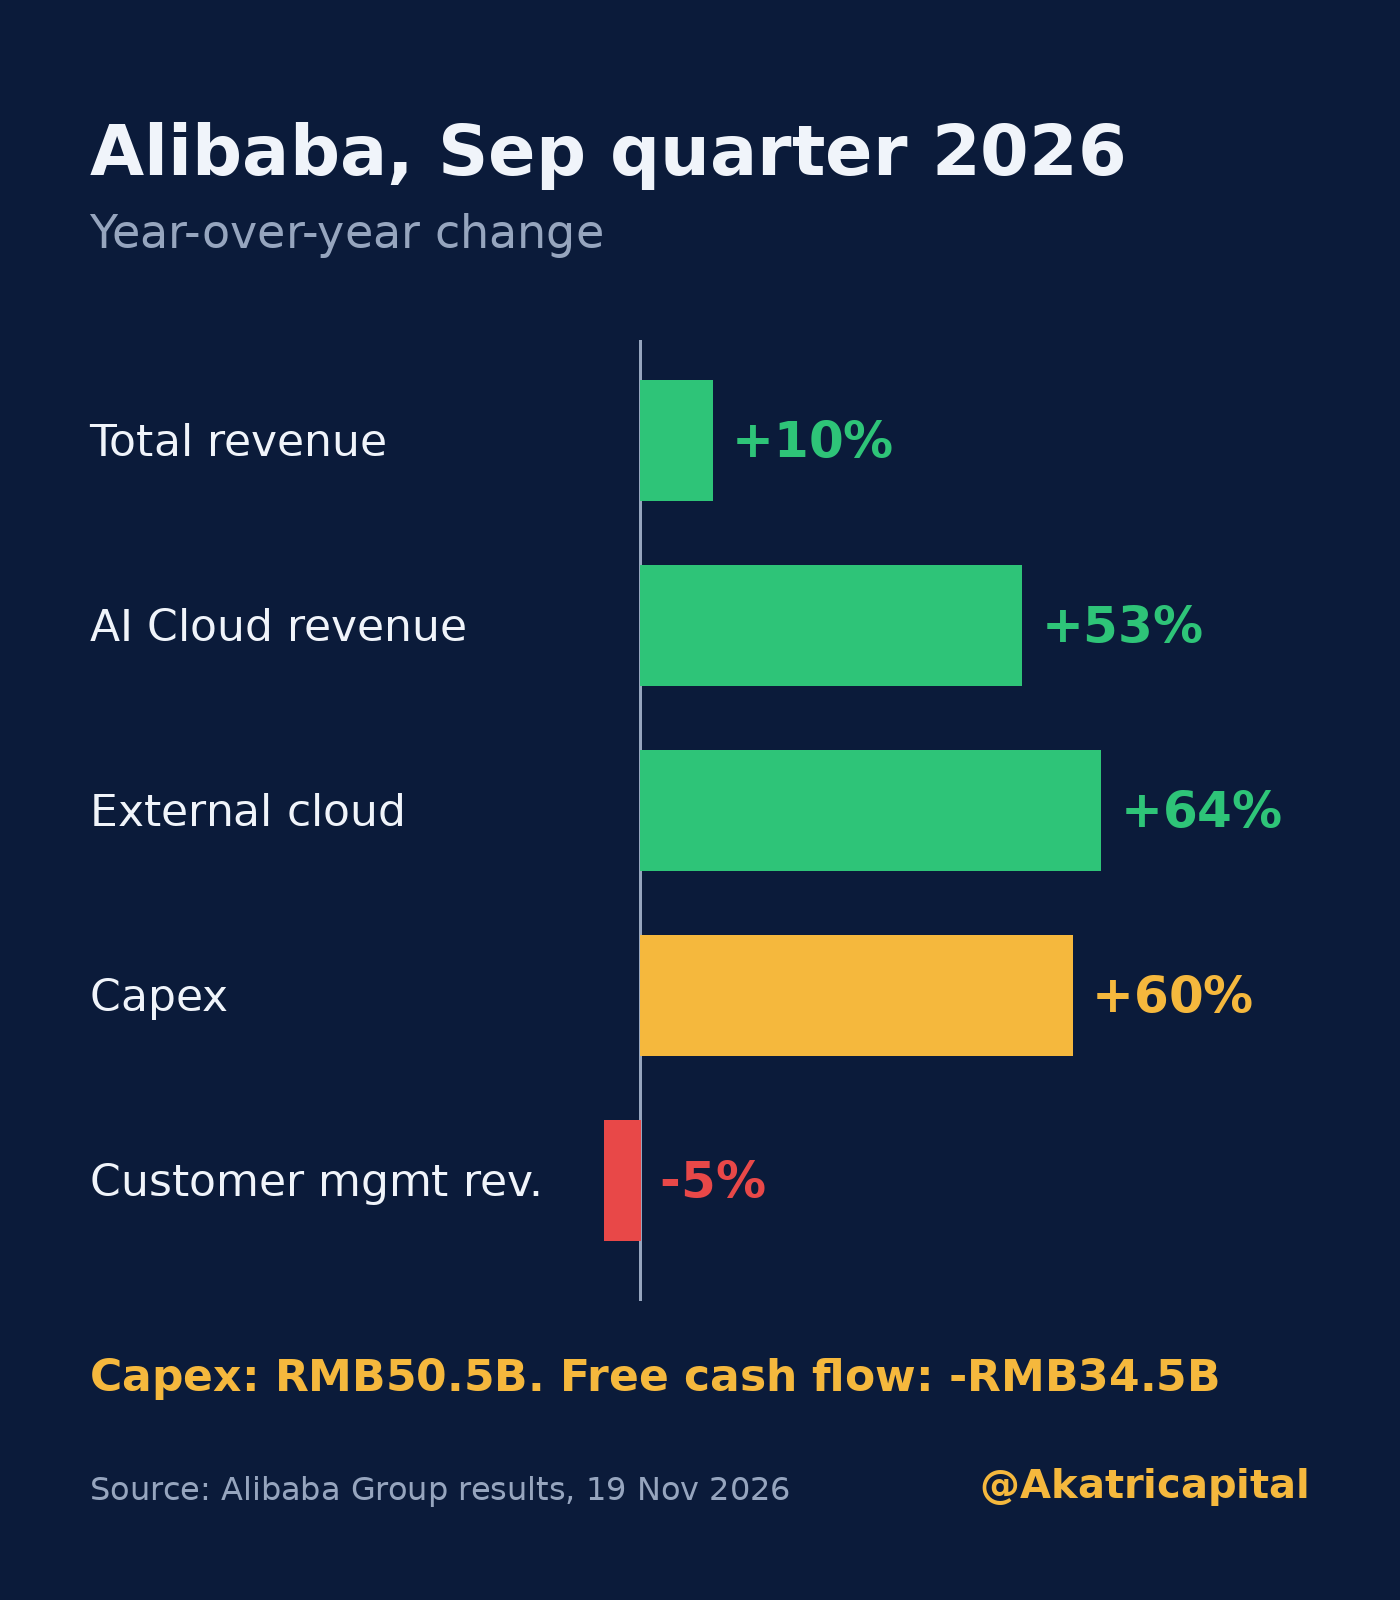 Alibaba, Sep quarter 2026
Year-over-year change
Total revenue +10%
AI Cloud revenue +53%
External cloud +64%
Capex +60%
Customer mgmt rev. -5%
Capex: RMB50.5B. Free cash flow: -RMB34.5B
Source: Alibaba Group results, 19 Nov 2026 @Akatricapital